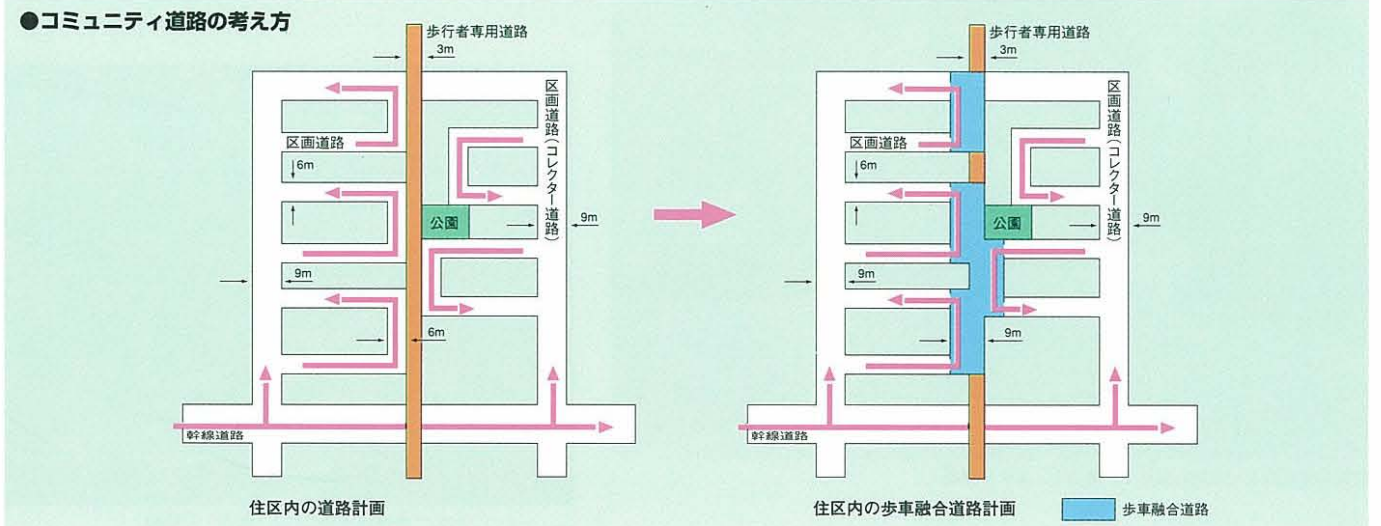 ●コミュニティ道路の考え方
歩行者専用道路
3m
区画道路(コレクター道路)
区画道路
6m
公園
9m
9m
6m
幹線道路
住区内の道路計画
歩行者専用道路
3m
区画道路(コレクター道路)
区画道路
6m
公園
9m
9m
9m
幹線道路
住区内の歩車融合道路計画
歩車融合道路